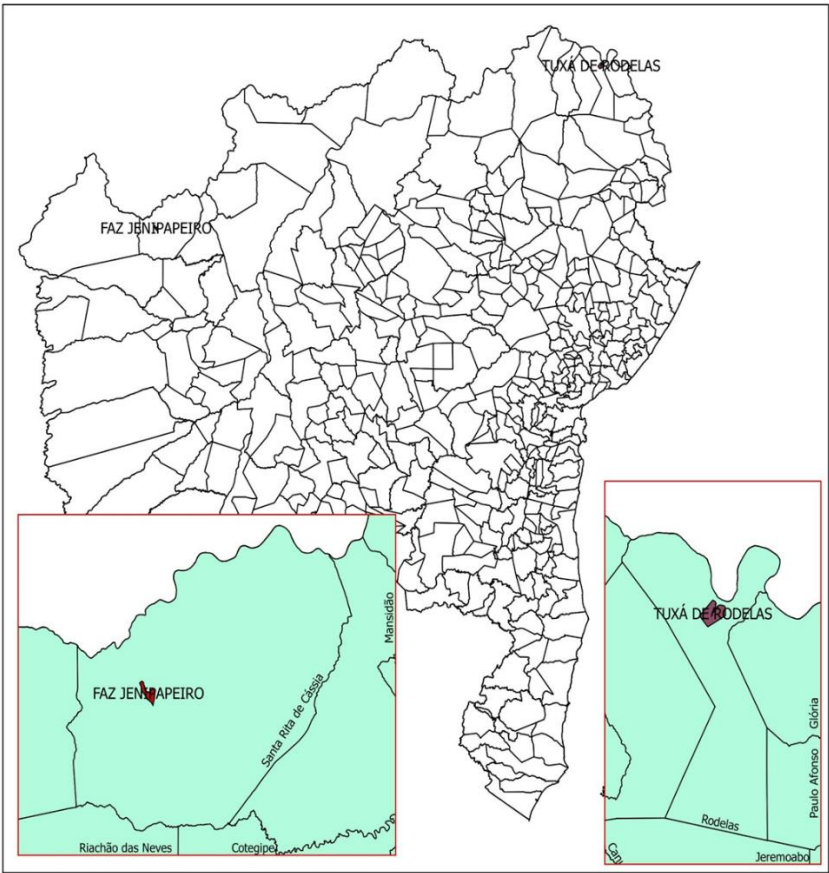 TUXÁ DE RODELAS
FAZ JENIPAPEIRO
FAZ JENIPAPEIRO
Santa Rita de Cássia
Mansidão
Riachão das Neves
Cotegipe
TUXÁ DE RODELAS
Glória
Paulo Afonso
Rodelas
Jeremoabo